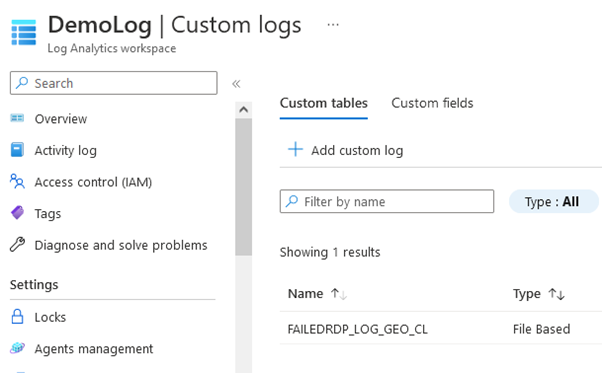 DemoLog | Custom logs ...
Log Analytics workspace
Search
«
Overview
Activity log
Access control (IAM)
Tags
Diagnose and solve problems
Settings
Locks
Agents management
Custom tables Custom fields
Add custom log
Filter by name
Type : All
Showing 1 results
Name Type
FAILEDRDP_LOG_GEO_CL File Based